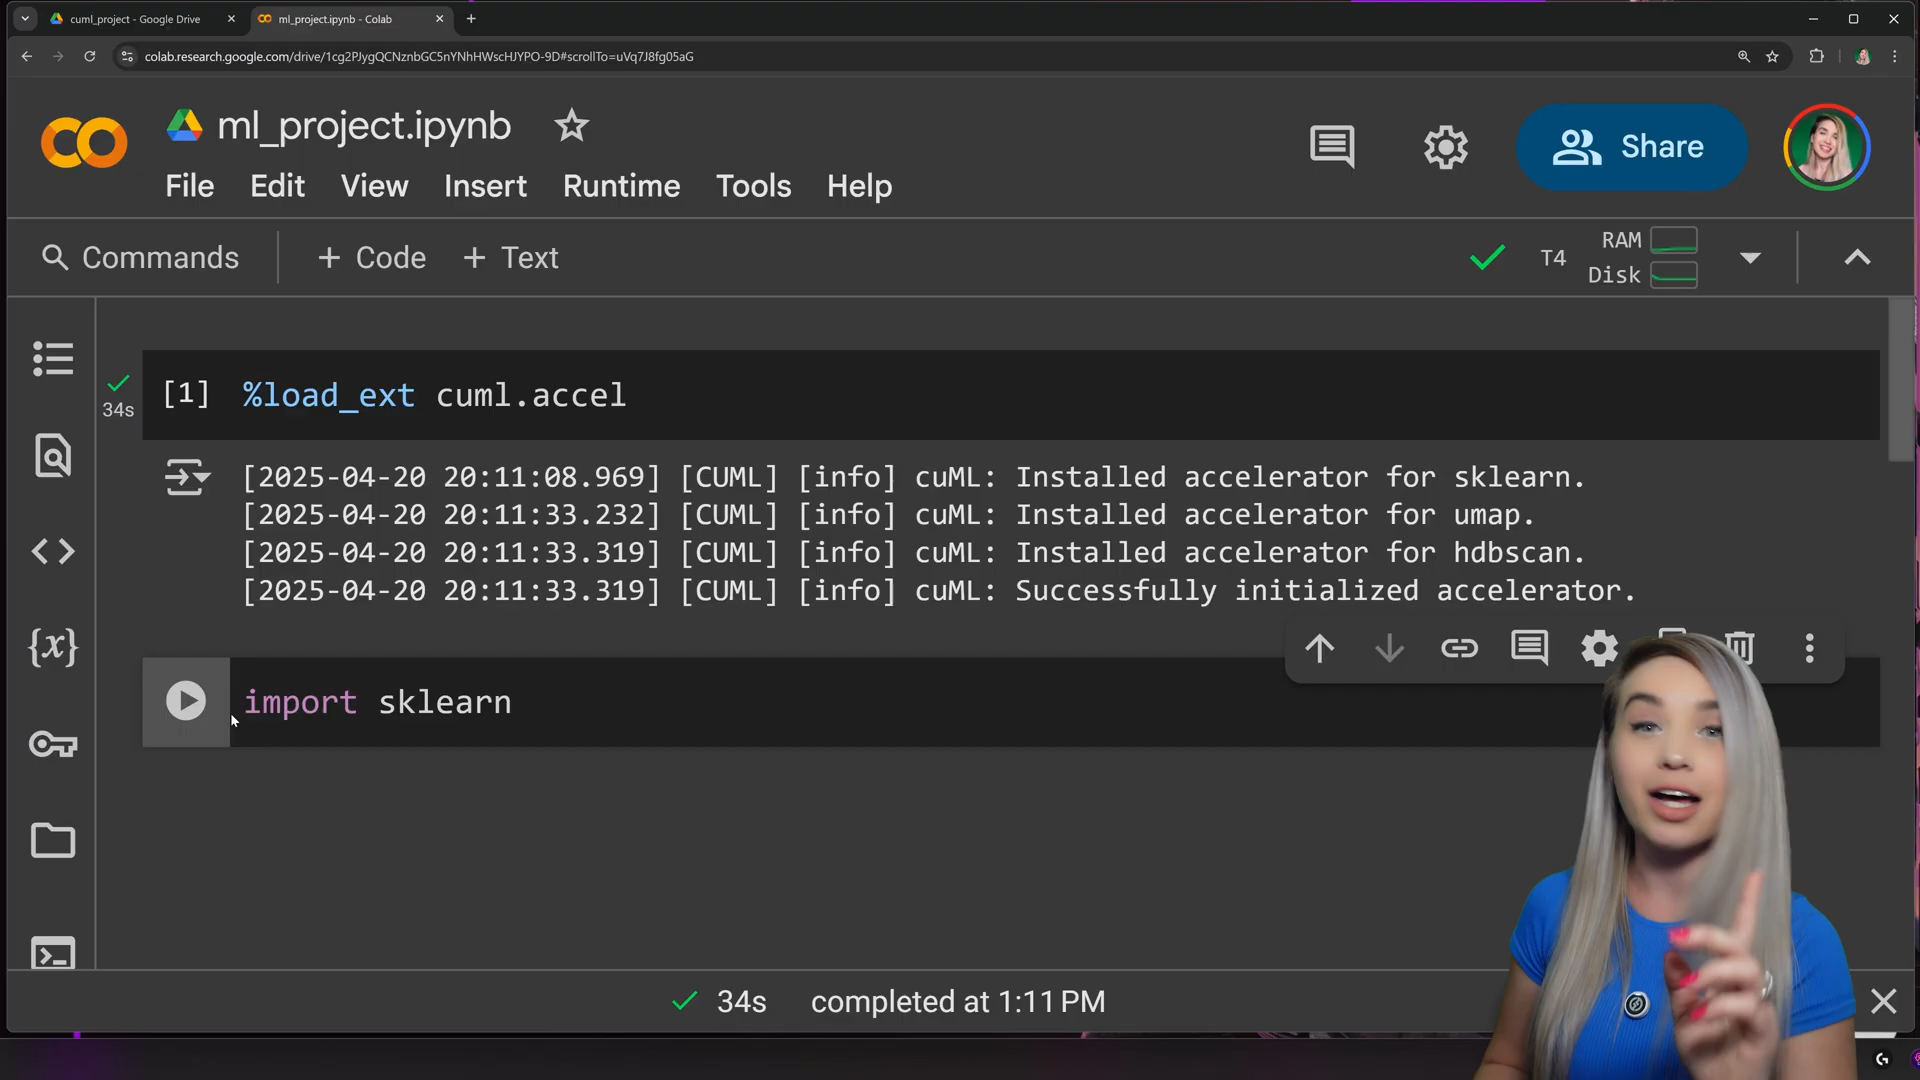 cuml_project - Google Drive
ml_project.ipynb - Colab
colab.research.google.com/drive/1cg2PJygQCNznbGC5nYNhHWscHJYPO-9D#scrollTo=uVq7J8fg05aG
ml_project.ipynb
File Edit View Insert Runtime Tools Help
Share
Commands + Code + Text
T4
RAM
Disk
34s
[1] %load_ext cuml.accel
[2025-04-20 20:11:08.969] [CUML] [info] cuML: Installed accelerator for sklearn.
[2025-04-20 20:11:33.232] [CUML] [info] cuML: Installed accelerator for umap.
[2025-04-20 20:11:33.319] [CUML] [info] cuML: Installed accelerator for hdbscan.
[2025-04-20 20:11:33.319] [CUML] [info] cuML: Successfully initialized accelerator.
import sklearn
34s completed at 1:11 PM